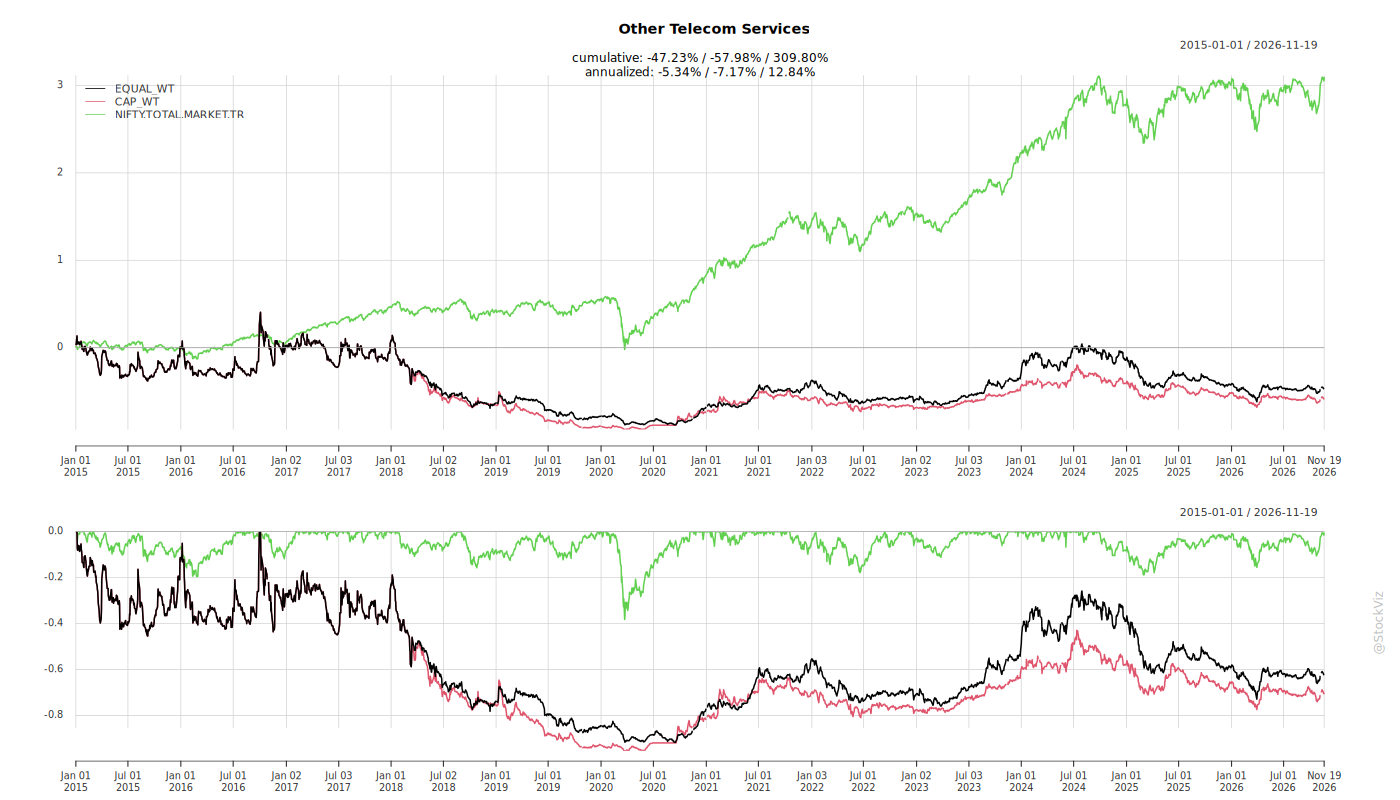 Other Telecom Services
2015-01-01 / 2026-11-19
cumulative: -47.23% / -57.98% / 309.80%
annualized: -5.34% / -7.17% / 12.84%
EQUAL_WT
CAP_WT
NIFTY.TOTAL.MARKET.TR
3
2
1
0
Jan 01 Jul 01 Jan 01 Jul 01 Jan 02 Jul 03 Jan 01 Jul 02 Jan 01 Jul 01 Jan 01 Jul 01 Jan 01 Jul 01 Jan 03 Jul 01 Jan 02 Jul 03 Jan 01 Jul 01 Jan 01 Jul 01 Jan 01 Jul 01 Nov 19
2015 2015 2016 2016 2017 2017 2018 2018 2019 2019 2020 2020 2021 2021 2022 2022 2023 2023 2024 2024 2025 2025 2026 2026 2026
2015-01-01 / 2026-11-19
0.0
-0.2
-0.4
-0.6
-0.8
Jan 01 Jul 01 Jan 01 Jul 01 Jan 02 Jul 03 Jan 01 Jul 02 Jan 01 Jul 01 Jan 01 Jul 01 Jan 01 Jul 01 Jan 03 Jul 01 Jan 02 Jul 03 Jan 01 Jul 01 Jan 01 Jul 01 Jan 01 Jul 01 Nov 19
2015 2015 2016 2016 2017 2017 2018 2018 2019 2019 2020 2020 2021 2021 2022 2022 2023 2023 2024 2024 2025 2025 2026 2026 2026
@StockViz